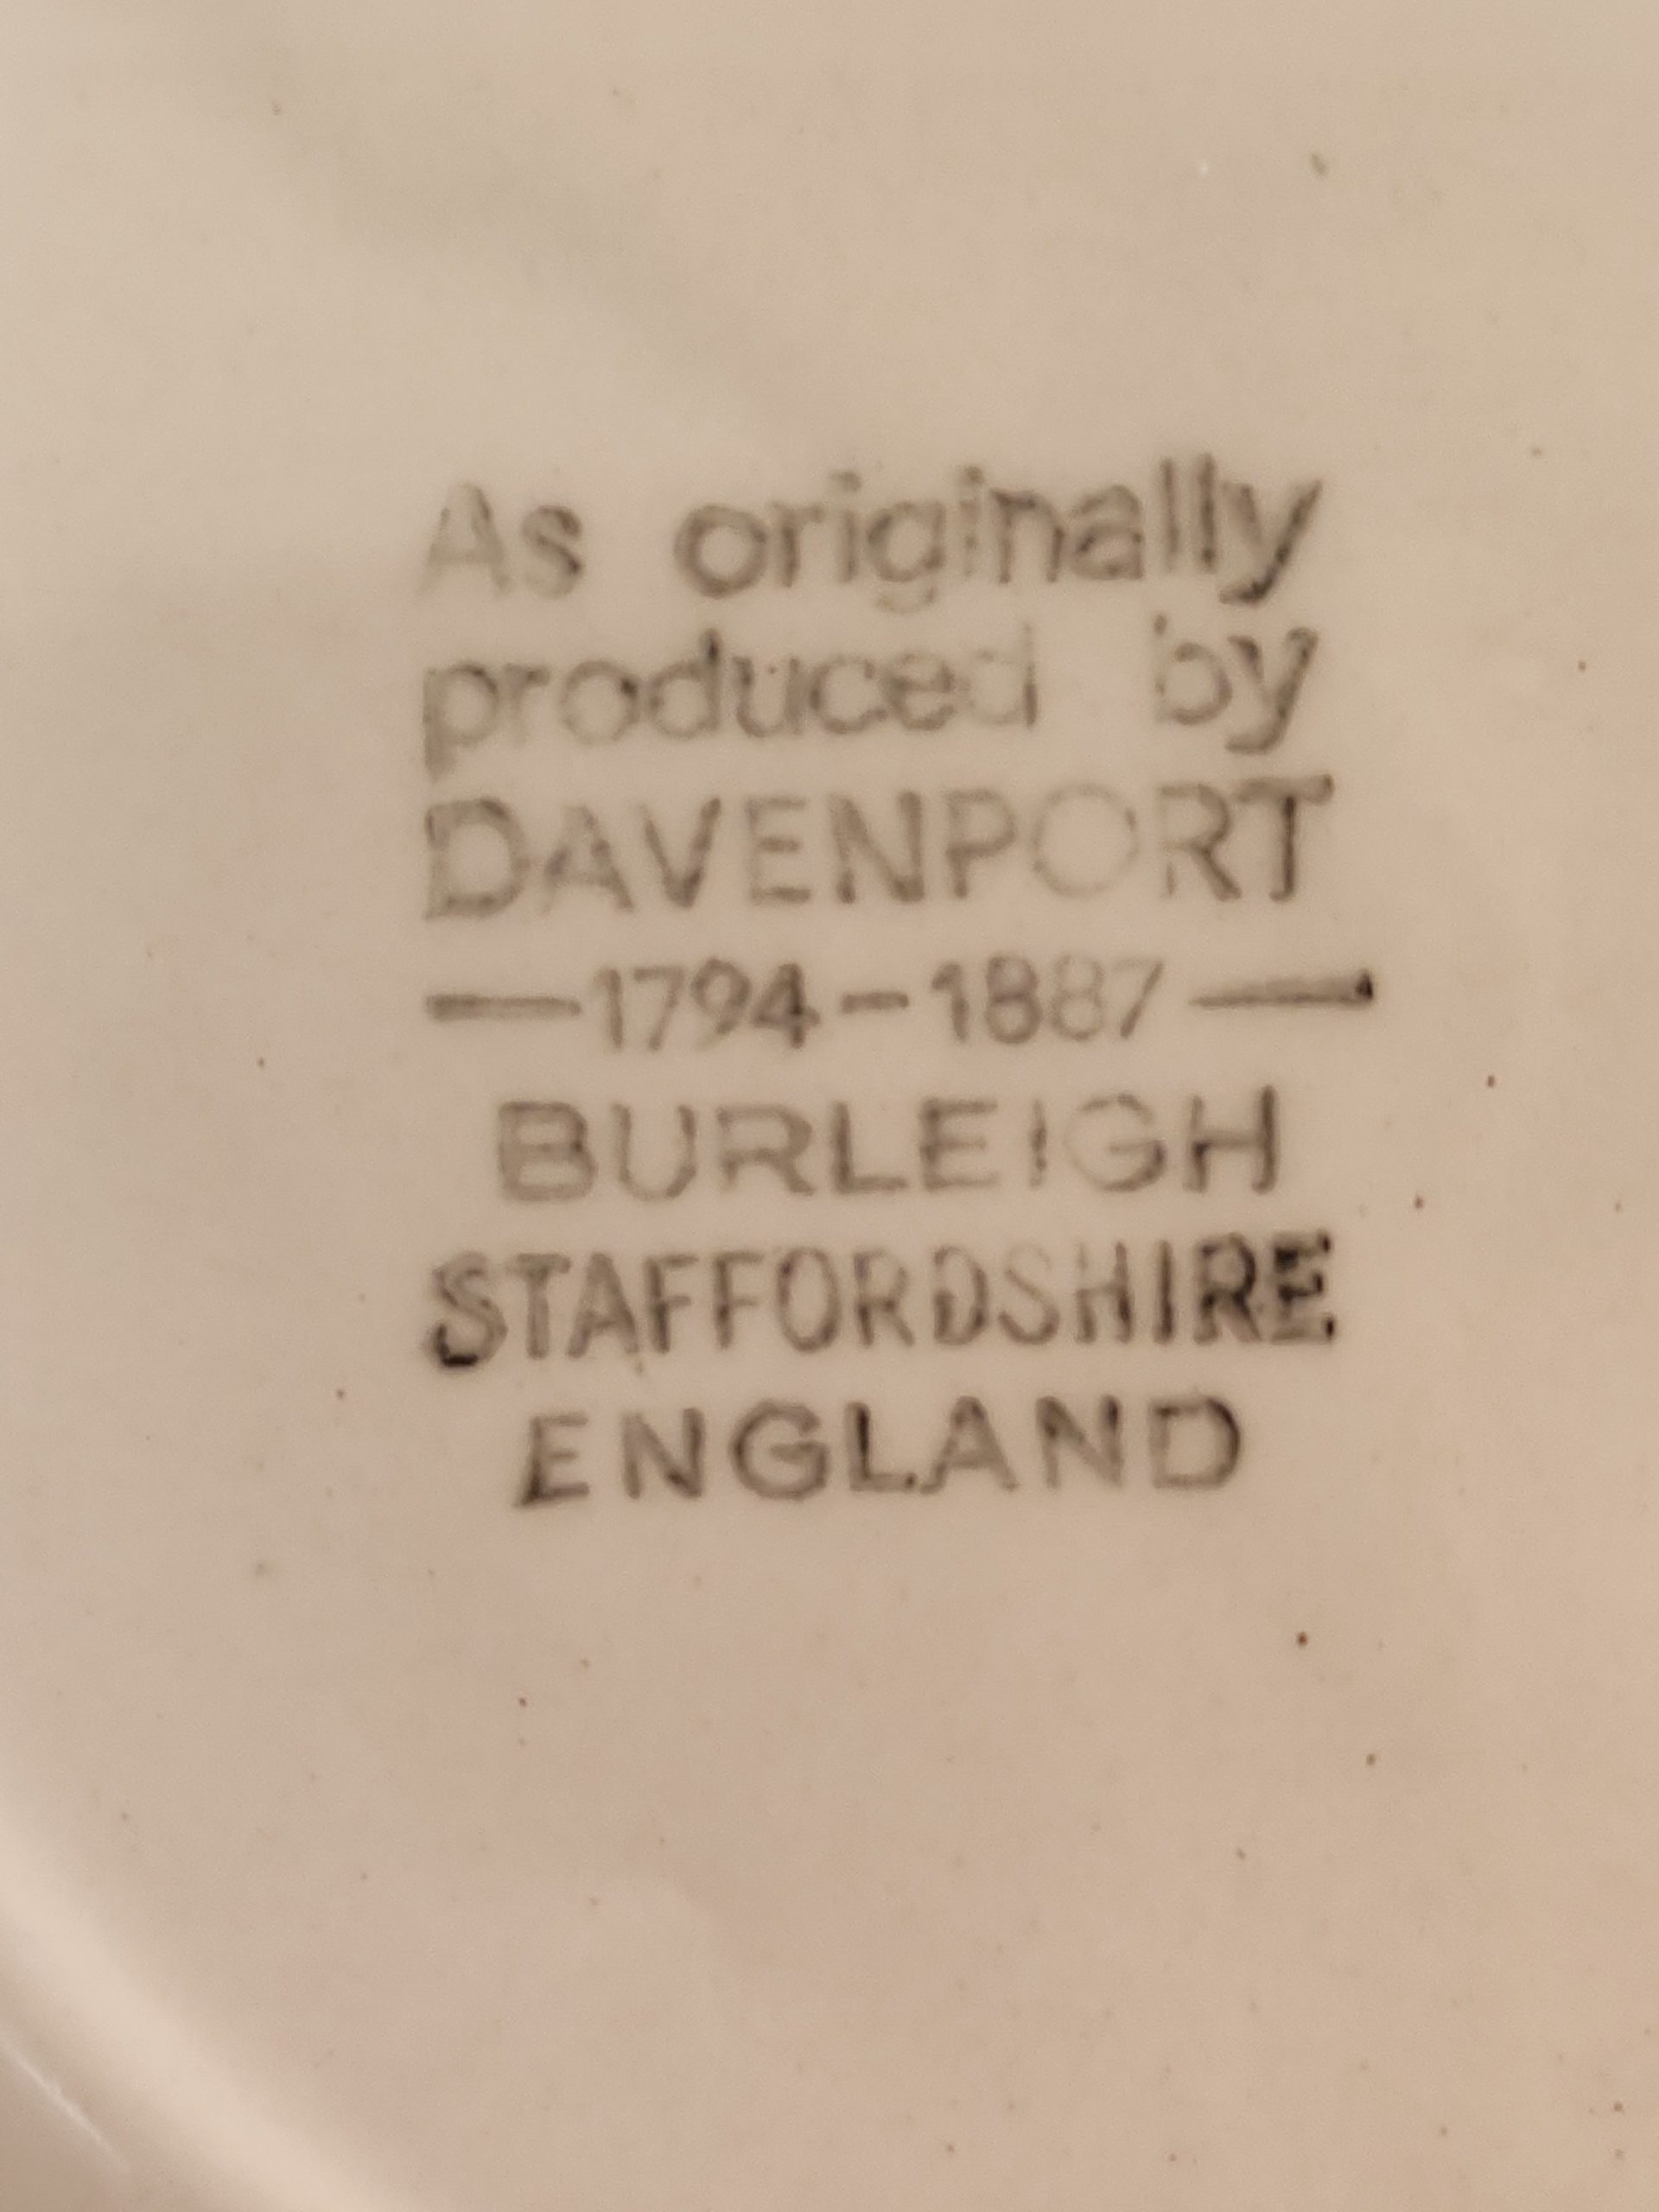 As originally
produced by
DAVENPORT
—1794-1887—
BURLEIGH
STAFFORDSHIRE
ENGLAND